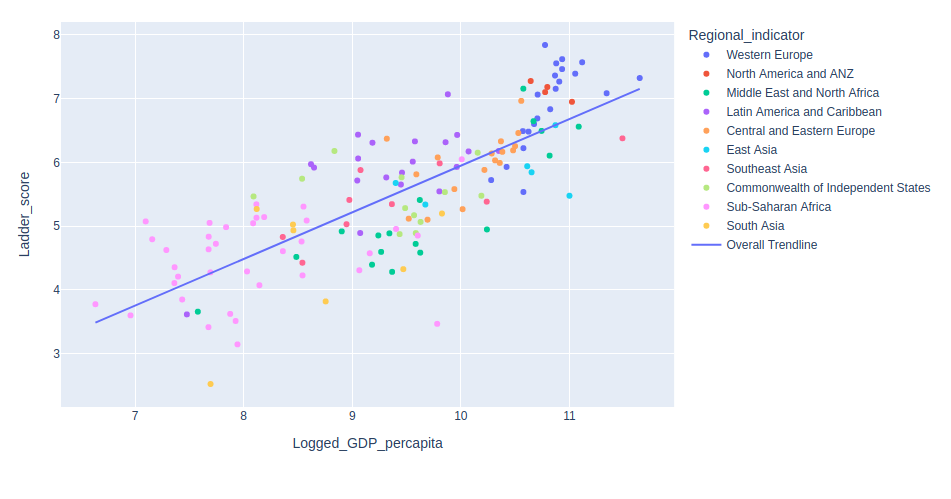 Regional_indicator
Western Europe
North America and ANZ
Middle East and North Africa
Latin America and Caribbean
Central and Eastern Europe
East Asia
Southeast Asia
Commonwealth of Independent States
Sub-Saharan Africa
South Asia
Overall Trendline
Ladder_score
8
7
6
5
4
3
7 8 9 10 11
Logged_GDP_percapita